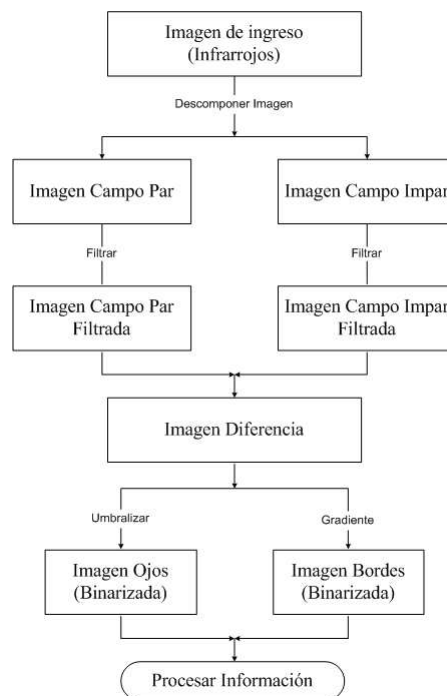 Imagen de ingreso
(Infrarrojos)
Descomponer Imagen
Imagen Campo Par
Imagen Campo Impar
Filtrar
Filtrar
Imagen Campo Par
Filtrada
Imagen Campo Impar
Filtrada
Imagen Diferencia
Umbralizar
Gradiente
Imagen Ojos
(Binarizada)
Imagen Bordes
(Binarizada)
Procesar Información